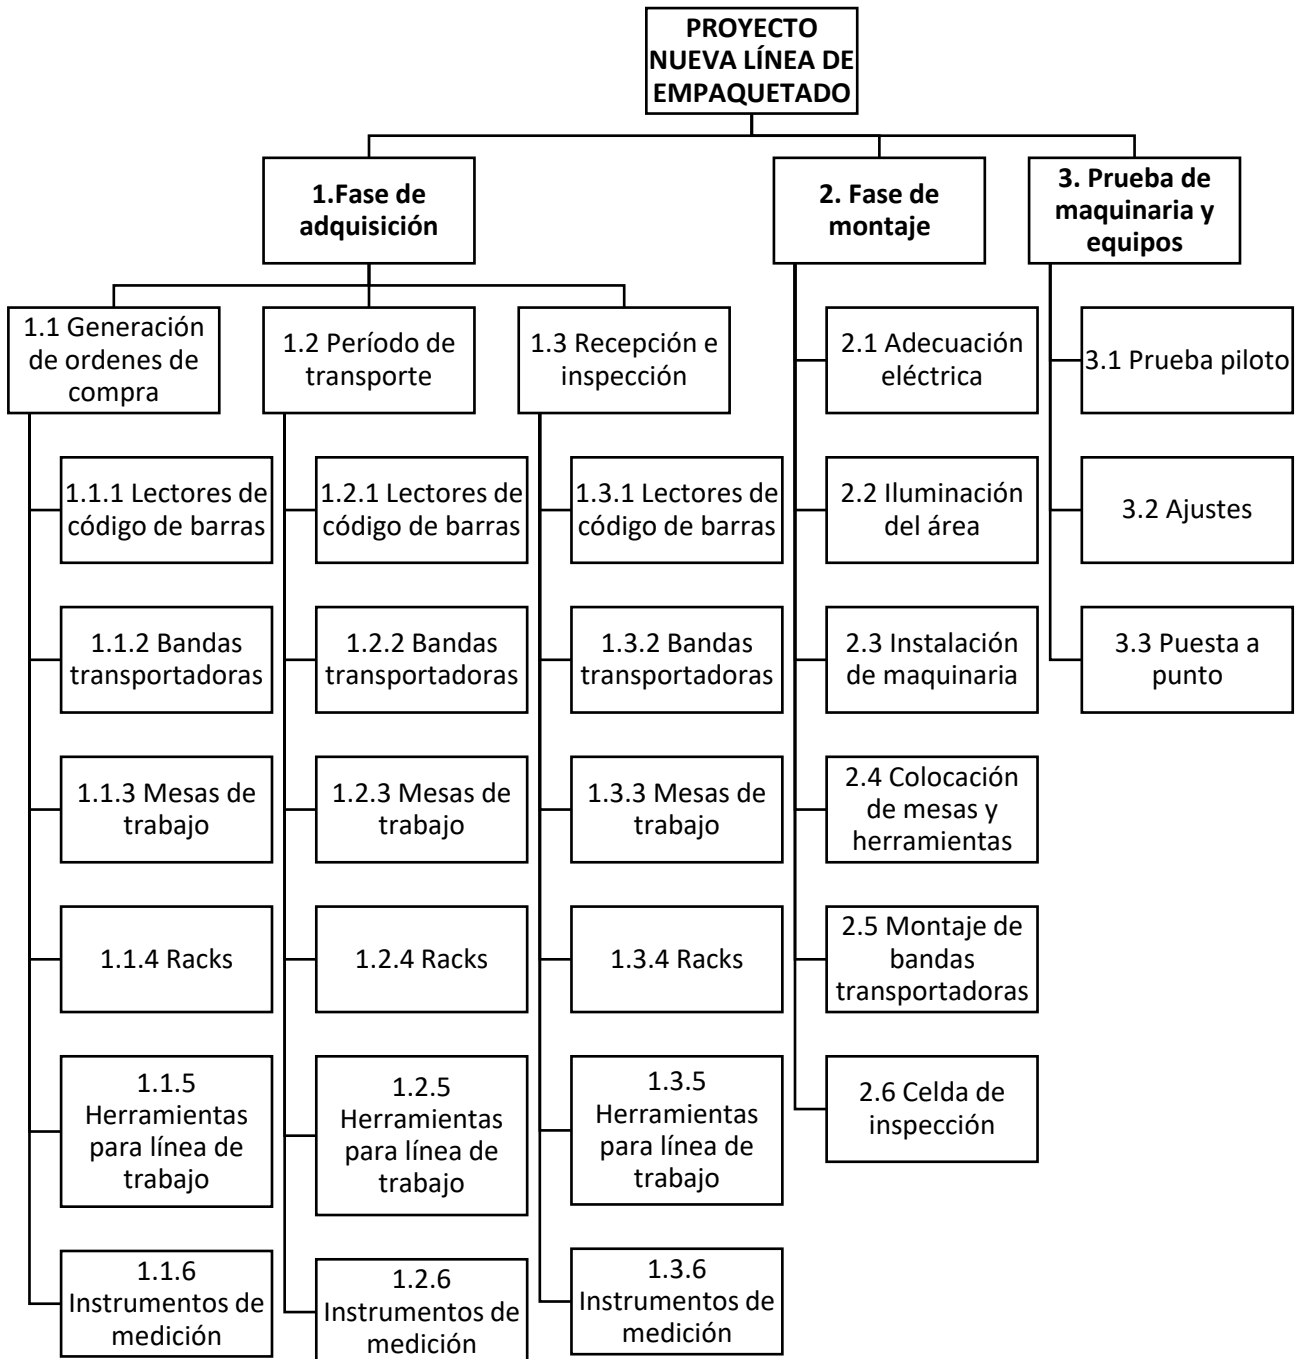 PROYECTO
NUEVA LÍNEA DE
EMPAQUETADO
1.Fase de
adquisición
2. Fase de
montaje
3. Prueba de
maquinaria y
equipos
1.1 Generación
de ordenes de
compra
1.2 Período de
transporte
1.3 Recepción e
inspección
2.1 Adecuación
eléctrica
3.1 Prueba piloto
1.1.1 Lectores de
código de barras
1.2.1 Lectores de
código de barras
1.3.1 Lectores de
código de barras
2.2 Iluminación
del área
3.2 Ajustes
1.1.2 Bandas
transportadoras
1.2.2 Bandas
transportadoras
1.3.2 Bandas
transportadoras
2.3 Instalación
de maquinaria
3.3 Puesta a
punto
1.1.3 Mesas de
trabajo
1.2.3 Mesas de
trabajo
1.3.3 Mesas de
trabajo
2.4 Colocación
de mesas y
herramientas
1.1.4 Racks
1.2.4 Racks
1.3.4 Racks
2.5 Montaje de
bandas
transportadoras
1.1.5
Herramientas
para línea de
trabajo
1.2.5
Herramientas
para línea de
trabajo
1.3.5
Herramientas
para línea de
trabajo
2.6 Celda de
inspección
1.1.6
Instrumentos de
medición
1.2.6
Instrumentos de
medición
1.3.6
Instrumentos de
medición